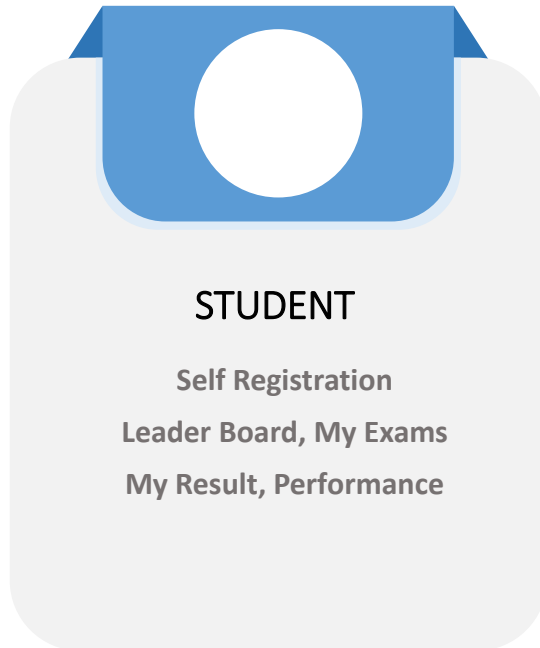 STUDENT
Self Registration
Leader Board, My Exams
My Result, Performance